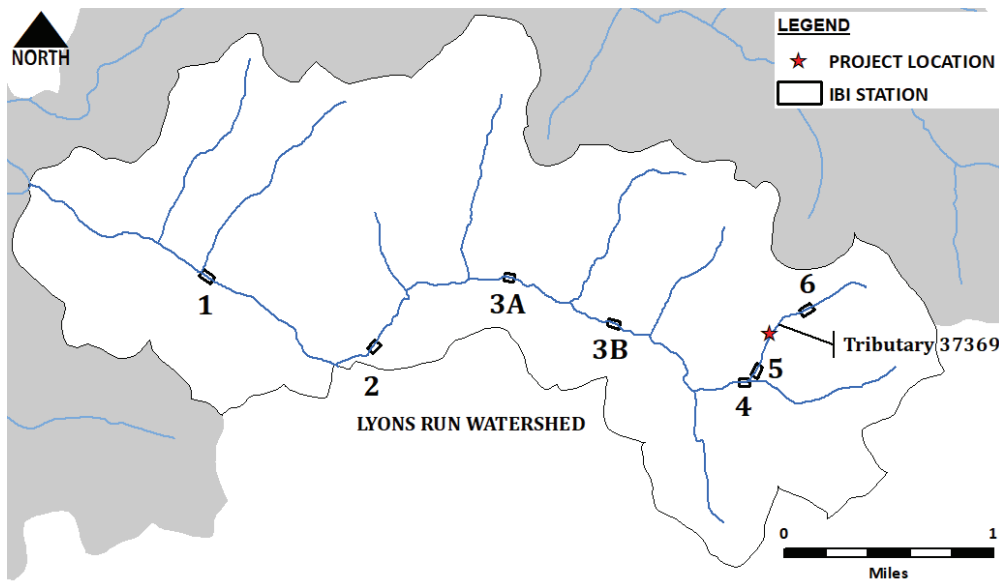 NORTH
LEGEND
PROJECT LOCATION
IBI STATION
1
2
3A
3B
4
5
6
Tributary 37369
LYONS RUN WATERSHED
0 1
Miles